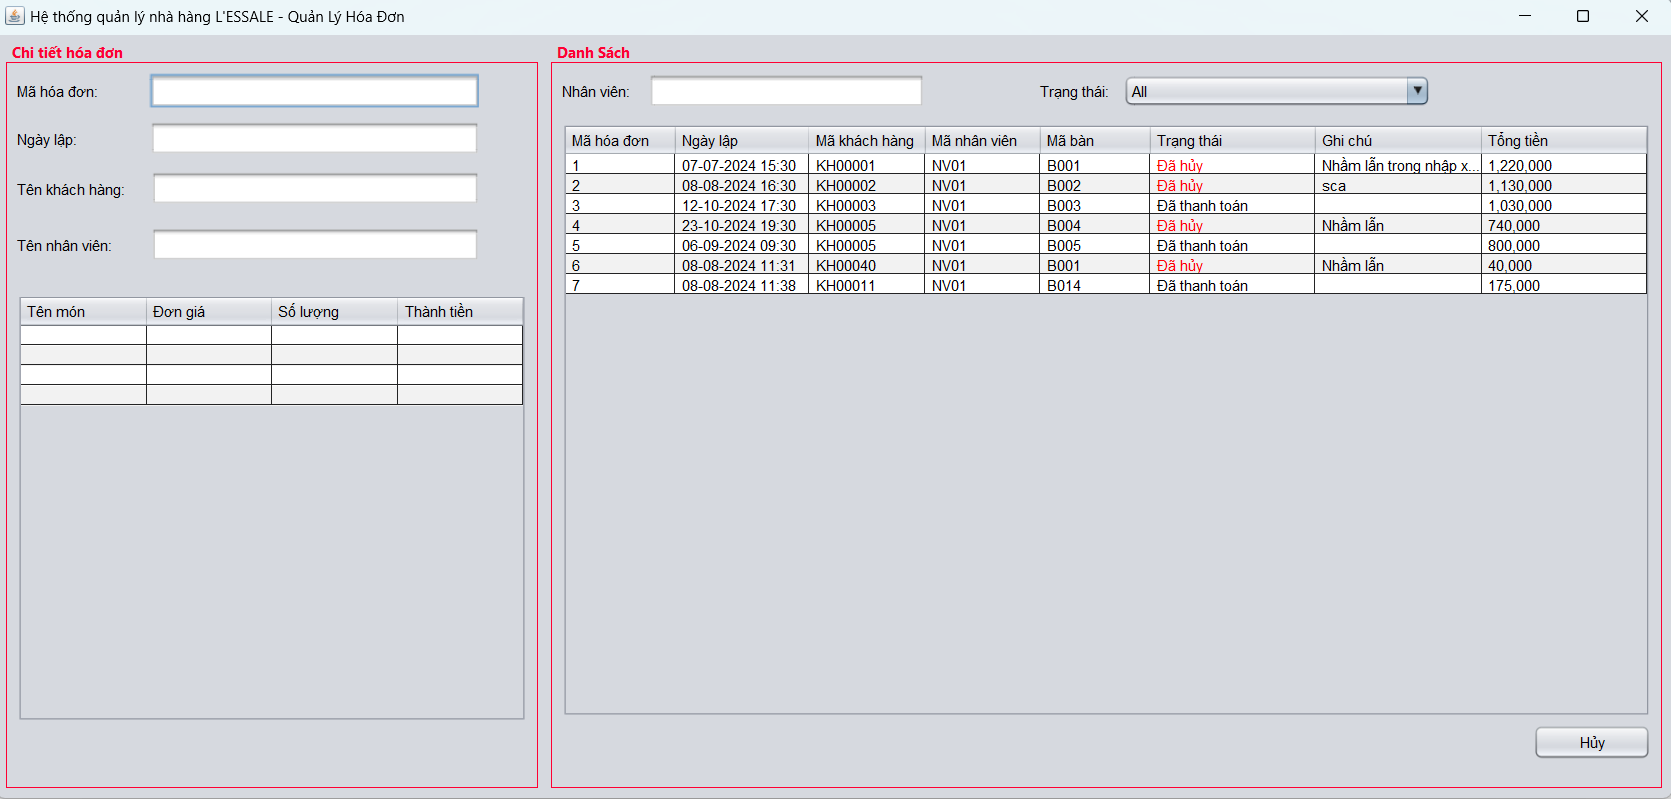 Hệ thống quản lý nhà hàng L'ESSALE - Quản Lý Hóa Đơn
Chi tiết hóa đơn
Mã hóa đơn:
Ngày lập:
Tên khách hàng:
Tên nhân viên:
Tên món Đơn giá Số lượng Thành tiền
Danh Sách
Nhân viên: Trạng thái: All
Mã hóa đơn Ngày lập Mã khách hàng Mã nhân viên Mã bàn Trạng thái Ghi chú Tổng tiền
1 07-07-2024 15:30 KH00001 NV01 B001 Đã hủy Nhầm lẫn trong nhập x... 1,220,000
2 08-08-2024 16:30 KH00002 NV01 B002 Đã hủy sca 1,130,000
3 12-10-2024 17:30 KH00003 NV01 B003 Đã thanh toán 1,030,000
4 23-10-2024 19:30 KH00005 NV01 B004 Đã hủy Nhầm lẫn 740,000
5 06-09-2024 09:30 KH00005 NV01 B005 Đã thanh toán 800,000
6 08-08-2024 11:31 KH00040 NV01 B001 Đã hủy Nhầm lẫn 40,000
7 08-08-2024 11:38 KH00011 NV01 B014 Đã thanh toán 175,000
Hủy